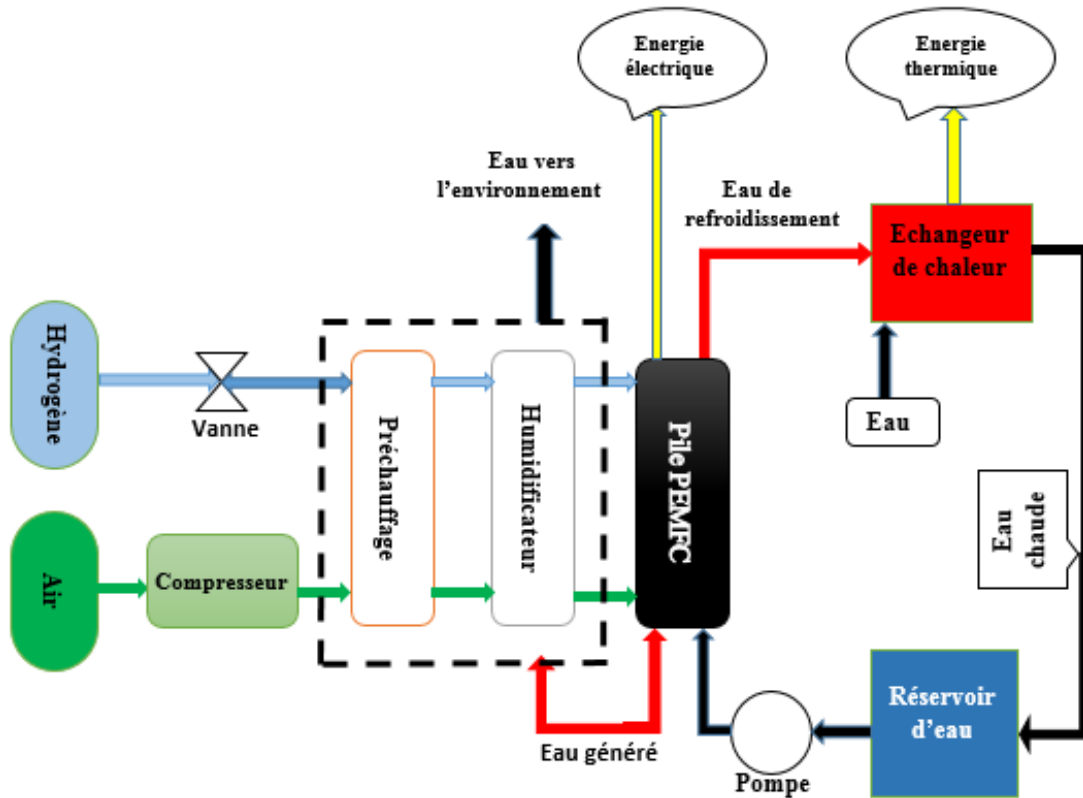 Energie
électrique
Energie
thermique
Eau vers
l'environnement
Eau de
refroidissement
Echangeur
de chaleur
Hydrogène
Vanne
Préchauffage
Humidificateur
Pile PEMFC
Eau
Eau
chaude
Air
Compresseur
Réservoir
d'eau
Eau généré
Pompe